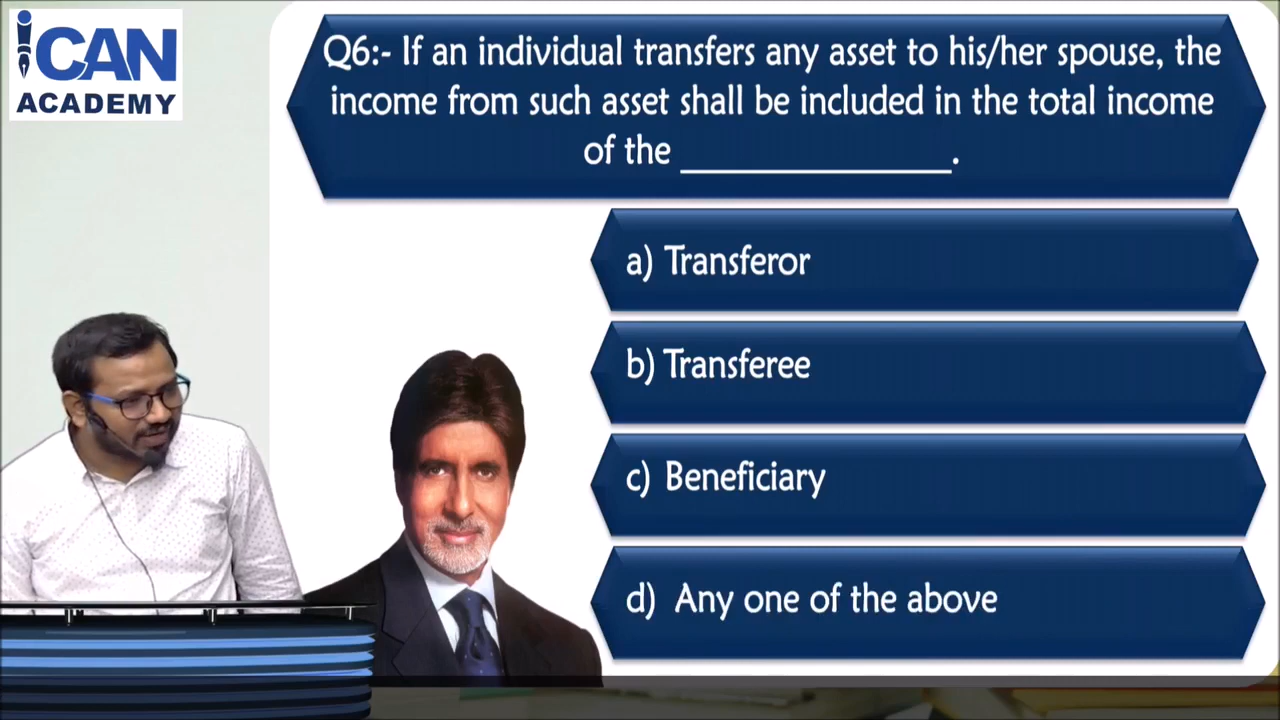 iCAN
ACADEMY
Q6:- If an individual transfers any asset to his/her spouse, the
income from such asset shall be included in the total income
of the ______________.
a) Transferor
b) Transferee
c) Beneficiary
d) Any one of the above